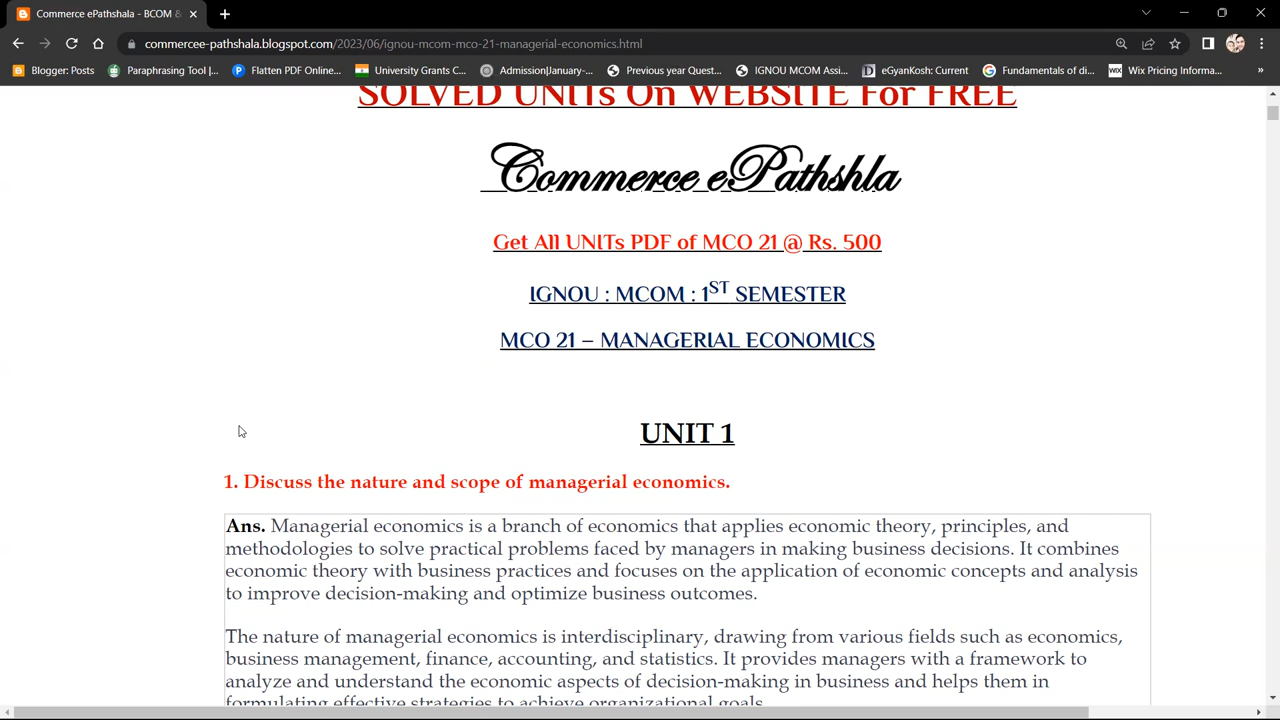 Commerce ePathshala - BCOM &
commercee-pathshala.blogspot.com/2023/06/ignou-mcom-mco-21-managerial-economics.html
Blogger: Posts
Paraphrasing Tool |...
Flatten PDF Online...
University Grants C...
Admission|January-...
Previous year Quest...
IGNOU MCOM Assi...
eGyanKosh: Current
Fundamentals of di...
WIX
Wix Pricing Informa...
»
SOLVED UNITs On WEBSITE For FREE
Commerce ePathshla
Get All UNITs PDF of MCO 21 @ Rs. 500
IGNOU : MCOM : 1ST SEMESTER
MCO 21 – MANAGERIAL ECONOMICS
UNIT 1
1. Discuss the nature and scope of managerial economics.
Ans. Managerial economics is a branch of economics that applies economic theory, principles, and
methodologies to solve practical problems faced by managers in making business decisions. It combines
economic theory with business practices and focuses on the application of economic concepts and analysis
to improve decision-making and optimize business outcomes.
The nature of managerial economics is interdisciplinary, drawing from various fields such as economics,
business management, finance, accounting, and statistics. It provides managers with a framework to
analyze and understand the economic aspects of decision-making in business and helps them in
formulating effective strategies to achieve organizational goals.